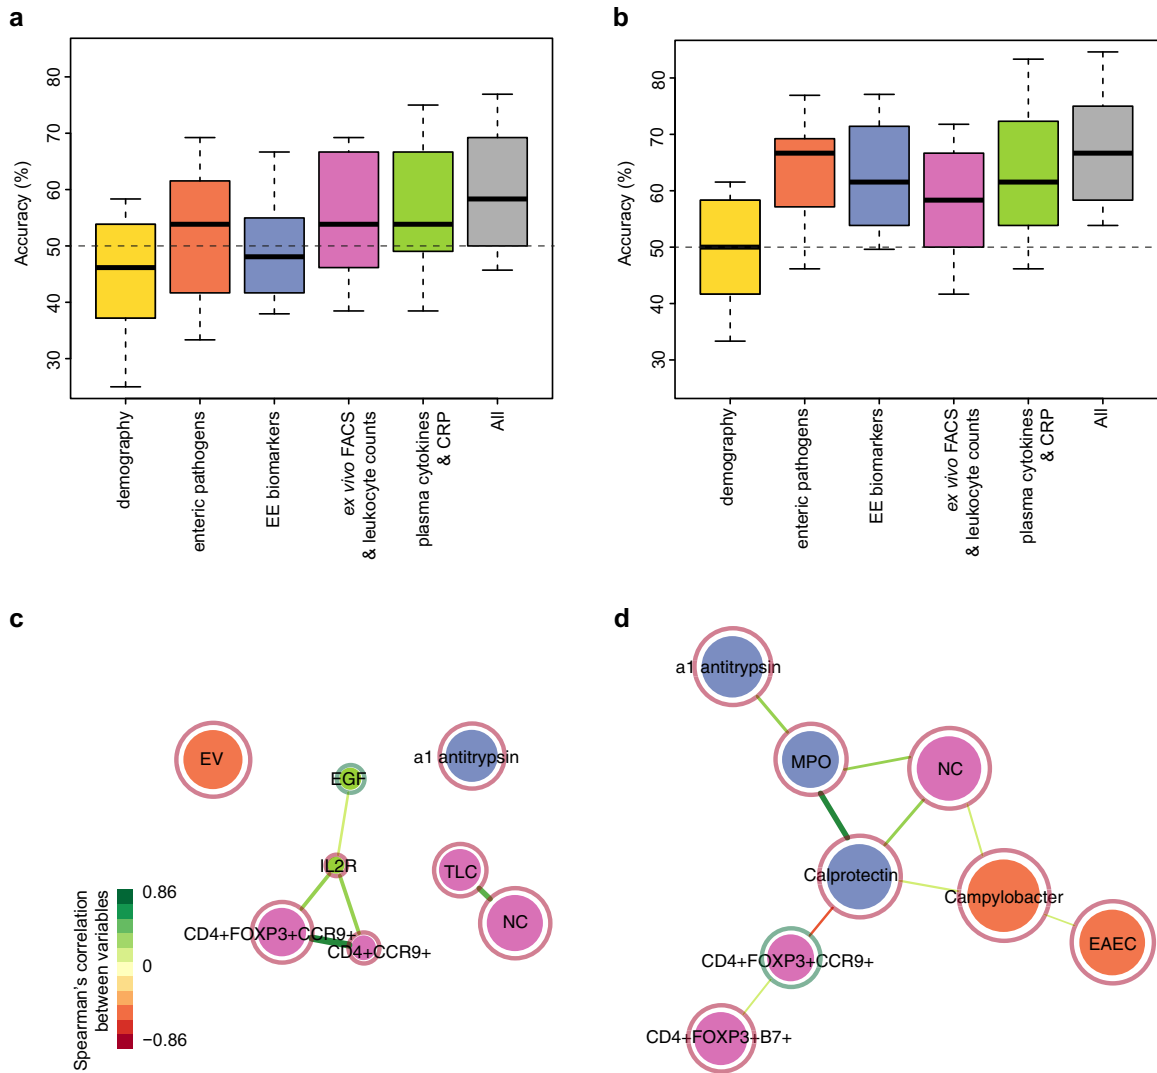 a
Accuracy (%)
80
70
60
50
40
30
demography
enteric pathogens
EE biomarkers
ex vivo FACS
& leukocyte counts
plasma cytokines
& CRP
All
b
Accuracy (%)
80
70
60
50
40
30
demography
enteric pathogens
EE biomarkers
ex vivo FACS
& leukocyte counts
plasma cytokines
& CRP
All
c
EV
a1 antitrypsin
EGF
IL2R
TLC
NC
CD4+FOXP3+CCR9+
CD4+CCR9+
Spearman's correlation
between variables
0.86
0
−0.86
d
a1 antitrypsin
MPO
NC
Calprotectin
Campylobacter
EAEC
CD4+FOXP3+CCR9+
CD4+FOXP3+B7+